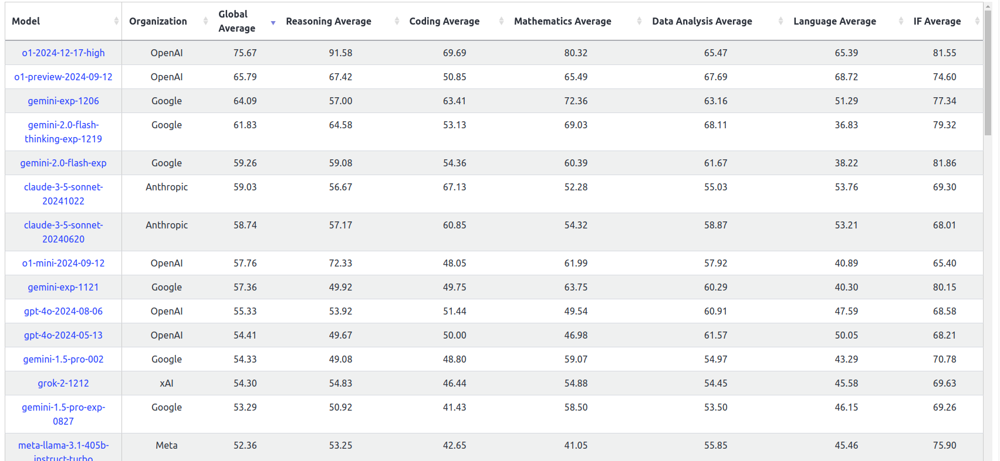 Model Organization Global Average Reasoning Average Coding Average Mathematics Average Data Analysis Average Language Average IF Average
o1-2024-12-17-high OpenAI 75.67 91.58 69.69 80.32 65.47 65.39 81.55
o1-preview-2024-09-12 OpenAI 65.79 67.42 50.85 65.49 67.69 68.72 74.60
gemini-exp-1206 Google 64.09 57.00 63.41 72.36 63.16 51.29 77.34
gemini-2.0-flash- Google 61.83 64.58 53.13 69.03 68.11 36.83 79.32
thinking-exp-1219
gemini-2.0-flash-exp Google 59.26 59.08 54.36 60.39 61.67 38.22 81.86
claude-3-5-sonnet- Anthropic 59.03 56.67 67.13 52.28 55.03 53.76 69.30
20241022
claude-3-5-sonnet- Anthropic 58.74 57.17 60.85 54.32 58.87 53.21 68.01
20240620
o1-mini-2024-09-12 OpenAI 57.76 72.33 48.05 61.99 57.92 40.89 65.40
gemini-exp-1121 Google 57.36 49.92 49.75 63.75 60.29 40.30 80.15
gpt-4o-2024-08-06 OpenAI 55.33 53.92 51.44 49.54 60.91 47.59 68.58
gpt-4o-2024-05-13 OpenAI 54.41 49.67 50.00 46.98 61.57 50.05 68.21
gemini-1.5-pro-002 Google 54.33 49.08 48.80 59.07 54.97 43.29 70.78
grok-2-1212 xAI 54.30 54.83 46.44 54.88 54.45 45.58 69.63
gemini-1.5-pro-exp- Google 53.29 50.92 41.43 58.50 53.50 46.15 69.26
0827
meta-llama-3.1-405b- Meta 52.36 53.25 42.65 41.05 55.85 45.46 75.90
instruct-turbo